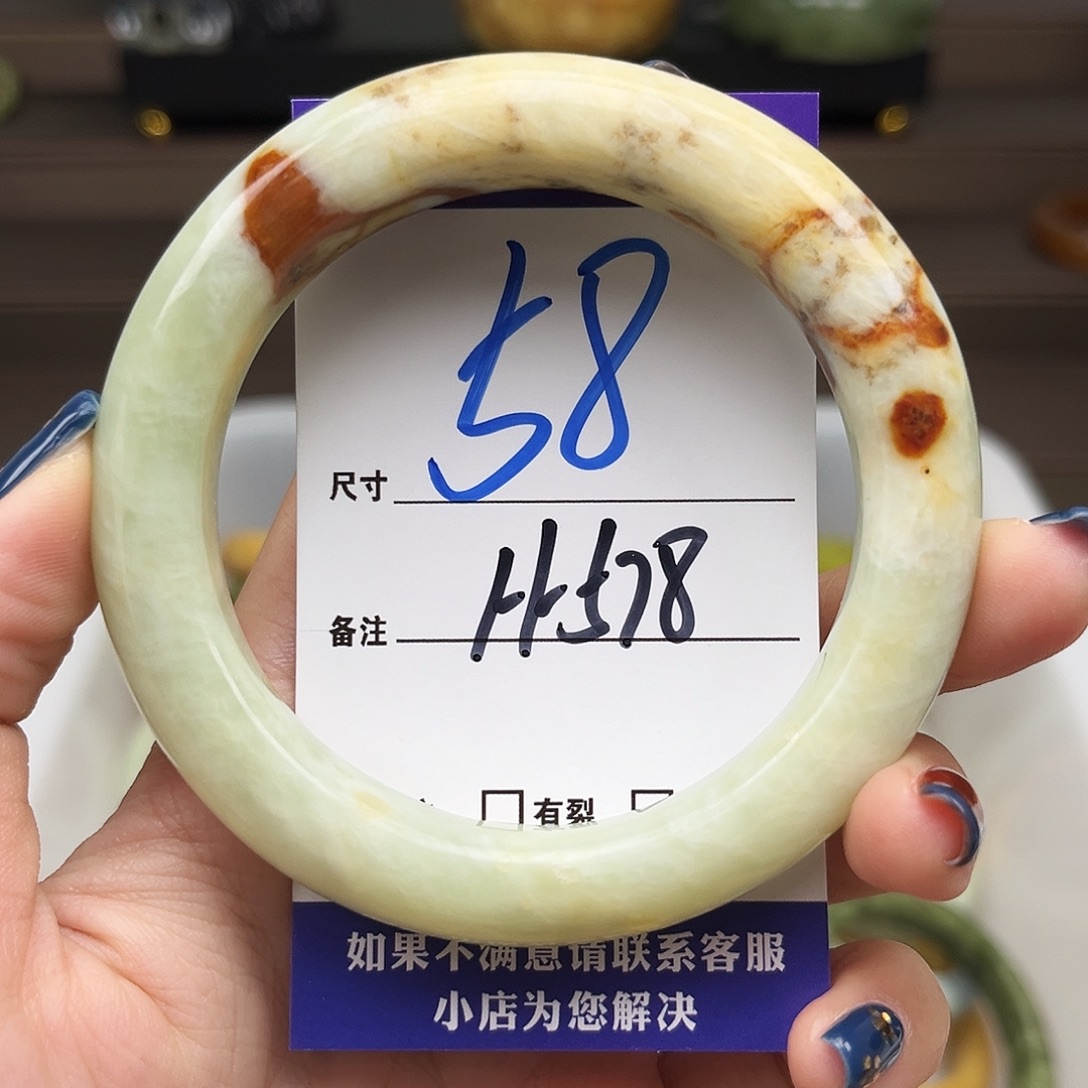 尺寸 58
备注 H578
有裂
如果不满意请联系客服
小店为您解决